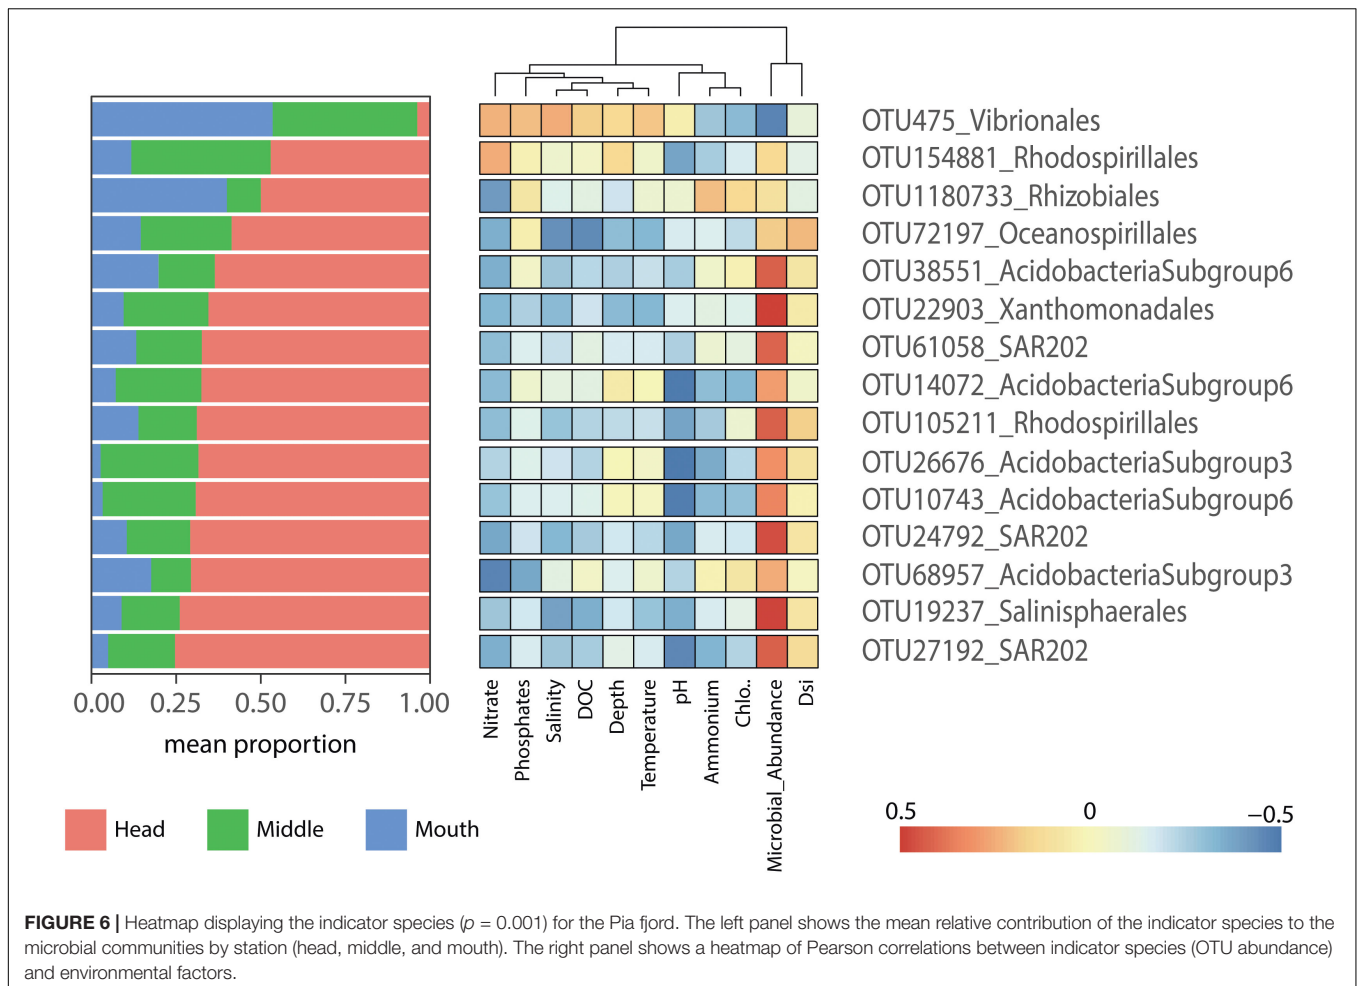 OTU475_Vibrionales
OTU154881_Rhodospirillales
OTU1180733_Rhizobiales
OTU72197_Oceanospirillales
OTU38551_AcidobacteriaSubgroup6
OTU22903_Xanthomonadales
OTU61058_SAR202
OTU14072_AcidobacteriaSubgroup6
OTU105211_Rhodospirillales
OTU26676_AcidobacteriaSubgroup3
OTU10743_AcidobacteriaSubgroup6
OTU24792_SAR202
OTU68957_AcidobacteriaSubgroup3
OTU19237_Salinisphaerales
OTU27192_SAR202
0.00 0.25 0.50 0.75 1.00
mean proportion
Nitrate
Phosphates
Salinity
DOC
Depth
Temperature
pH
Ammonium
Chlo..
Microbial_Abundance
Dsi
Head Middle Mouth
0.5 0 −0.5
FIGURE 6 | Heatmap displaying the indicator species (p = 0.001) for the Pia fjord. The left panel shows the mean relative contribution of the indicator species to the
microbial communities by station (head, middle, and mouth). The right panel shows a heatmap of Pearson correlations between indicator species (OTU abundance)
and environmental factors.